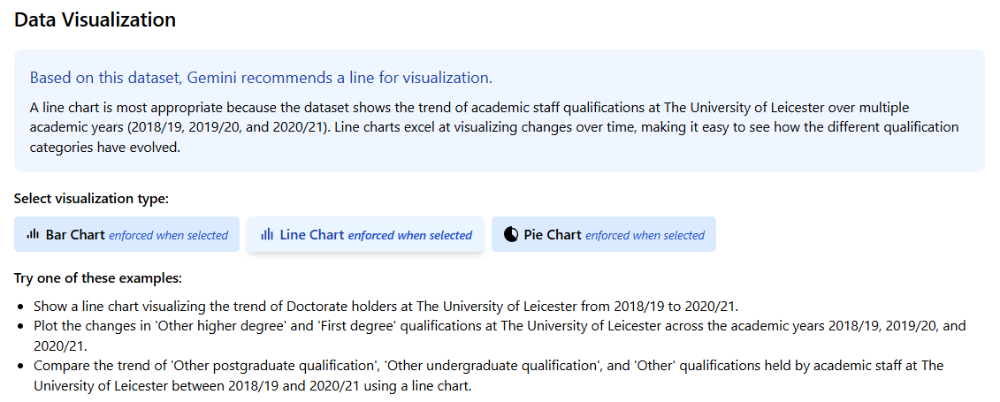 Data Visualization
Based on this dataset, Gemini recommends a line for visualization.
A line chart is most appropriate because the dataset shows the trend of academic staff qualifications at The University of Leicester over multiple
academic years (2018/19, 2019/20, and 2020/21). Line charts excel at visualizing changes over time, making it easy to see how the different qualification
categories have evolved.
Select visualization type:
Bar Chart enforced when selected Line Chart enforced when selected Pie Chart enforced when selected
Try one of these examples:
• Show a line chart visualizing the trend of Doctorate holders at The University of Leicester from 2018/19 to 2020/21.
• Plot the changes in 'Other higher degree' and 'First degree' qualifications at The University of Leicester across the academic years 2018/19, 2019/20, and
2020/21.
• Compare the trend of 'Other postgraduate qualification', 'Other undergraduate qualification', and 'Other' qualifications held by academic staff at The
University of Leicester between 2018/19 and 2020/21 using a line chart.